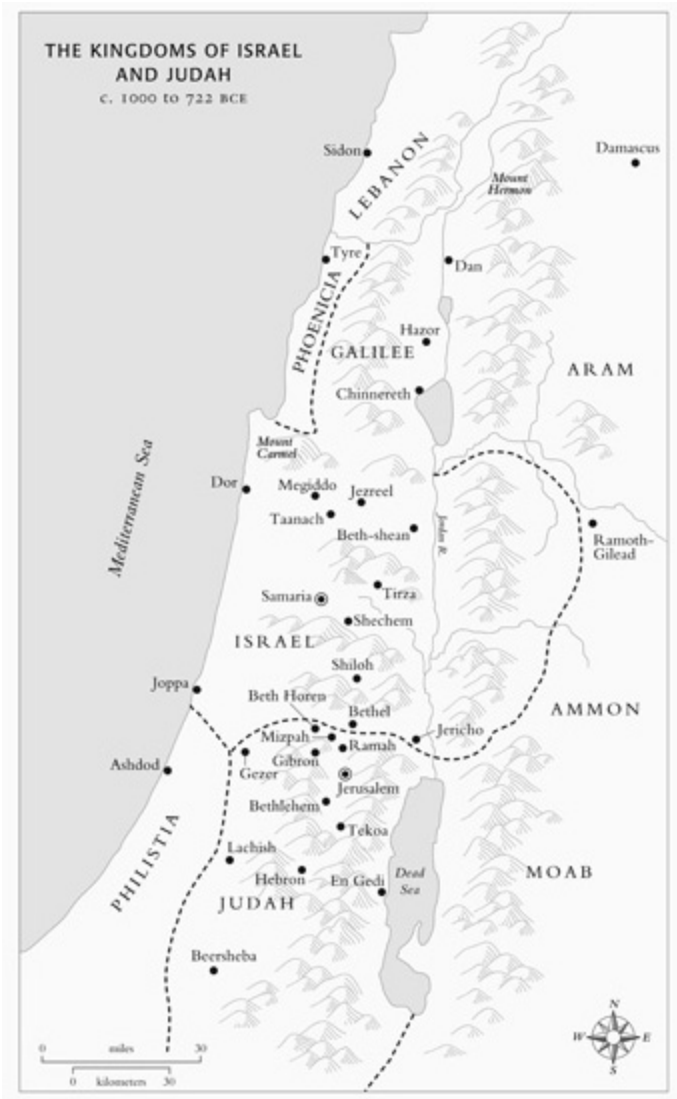 THE KINGDOMS OF ISRAEL
AND JUDAH
c. 1000 to 722 BCE
Sidon
LEBANON
Damascus
Mount
Hermon
Tyre
Dan
PHOENICIA
Hazor
GALILEE
ARAM
Chinnereth
Mount
Carmel
Mediterranean Sea
Dor
Megiddo
Jezreel
Taanach
Beth-shean
Jordan R.
Ramoth-
Gilead
Samaria
Tirza
Shechem
ISRAEL
Shiloh
Joppa
Beth Horen
Bethel
AMMON
Mizpah
Ramah
Jericho
Ashdod
Gezer
Gibron
Jerusalem
Bethlehem
Tekoa
PHILISTIA
Lachish
Hebron
En Gedi
Dead
Sea
MOAB
JUDAH
Beersheba
N
W
E
S
0 miles 30
0 kilometers 30